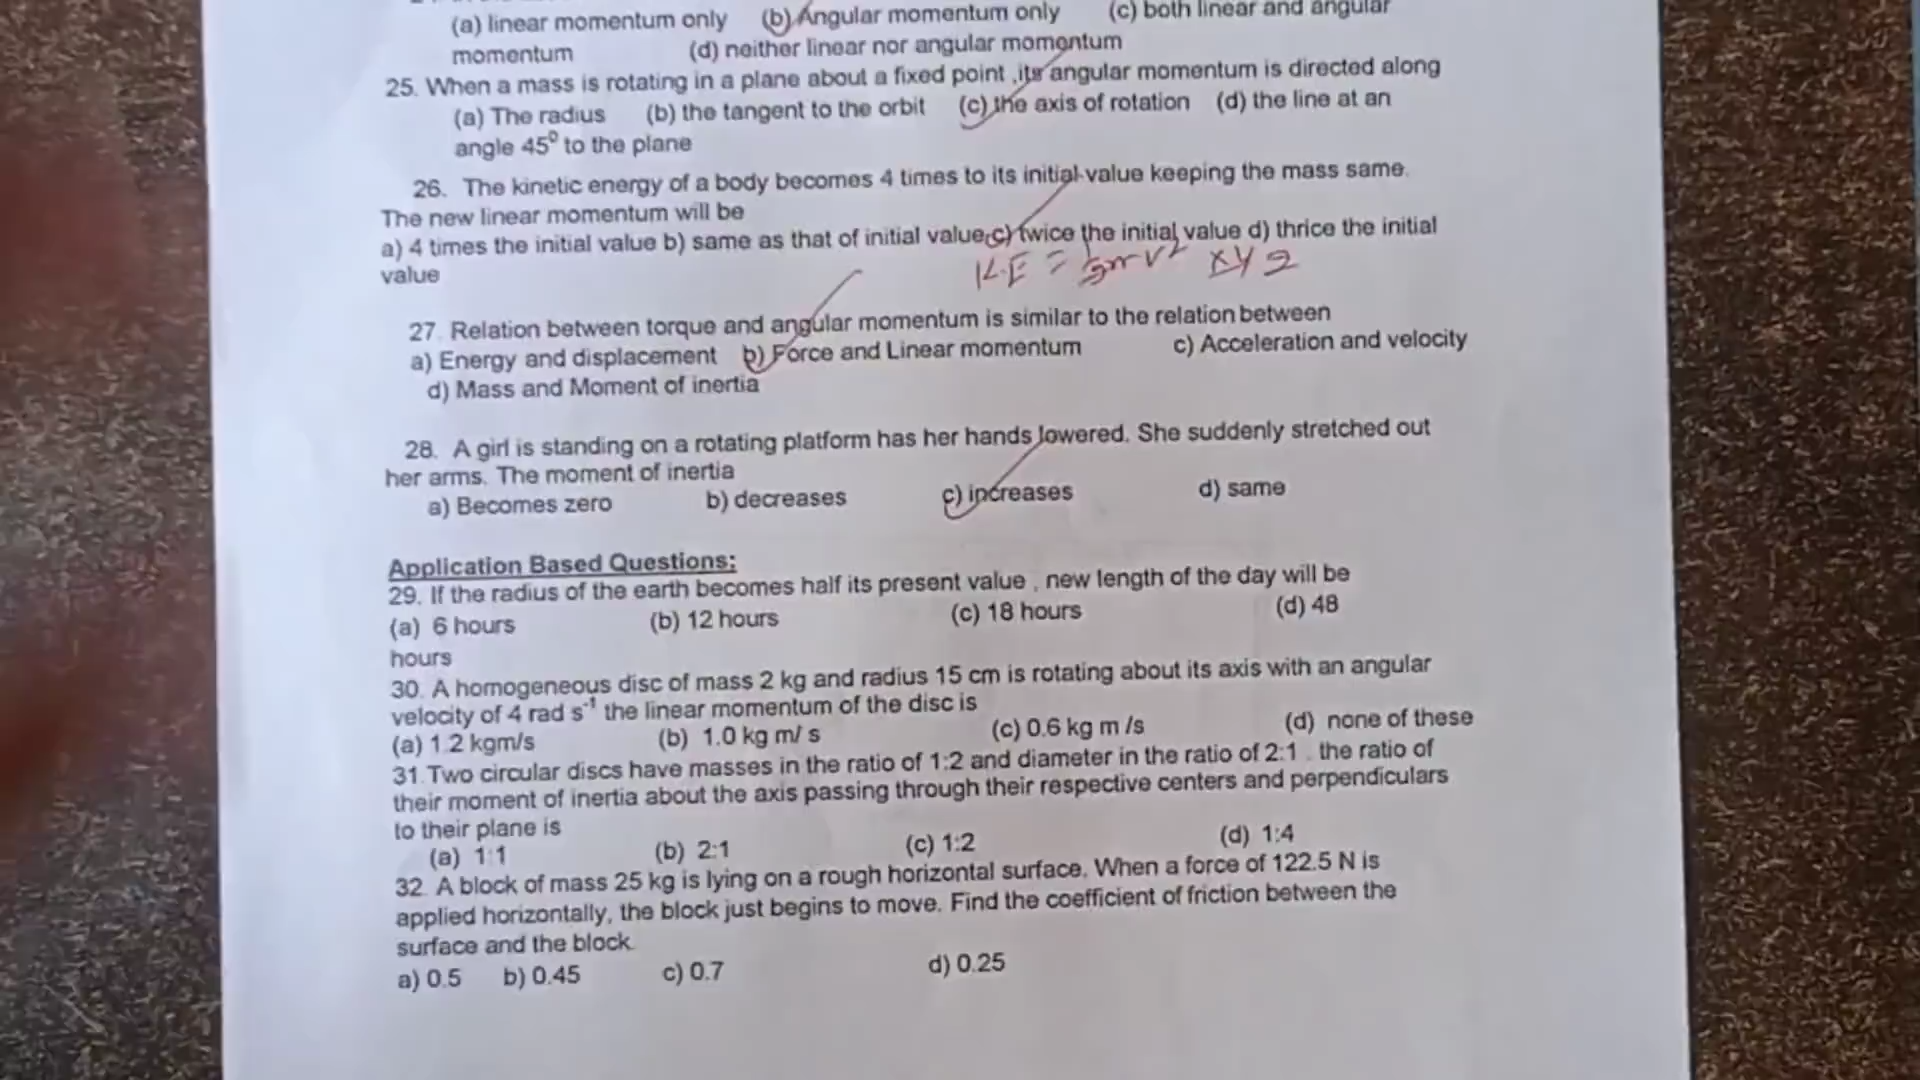 (a) linear momentum only (b) Angular momentum only (c) both linear and angular
momentum (d) neither linear nor angular momentum
25. When a mass is rotating in a plane about a fixed point ,its angular momentum is directed along
(a) The radius (b) the tangent to the orbit (c) the axis of rotation (d) the line at an
angle 45⁰ to the plane
26. The kinetic energy of a body becomes 4 times to its initial value keeping the mass same.
The new linear momentum will be
a) 4 times the initial value b) same as that of initial value c) twice the initial value d) thrice the initial
value
K.E = ½mv²
27. Relation between torque and angular momentum is similar to the relation between
a) Energy and displacement b) Force and Linear momentum c) Acceleration and velocity
d) Mass and Moment of inertia
28. A girl is standing on a rotating platform has her hands lowered. She suddenly stretched out
her arms. The moment of inertia
a) Becomes zero b) decreases c) increases d) same
Application Based Questions:
29. If the radius of the earth becomes half its present value , new length of the day will be
(a) 6 hours (b) 12 hours (c) 18 hours (d) 48
hours
30. A homogeneous disc of mass 2 kg and radius 15 cm is rotating about its axis with an angular
velocity of 4 rad s⁻¹ the linear momentum of the disc is
(a) 1.2 kgm/s (b) 1.0 kg m/ s (c) 0.6 kg m /s (d) none of these
31.Two circular discs have masses in the ratio of 1:2 and diameter in the ratio of 2:1 . the ratio of
their moment of inertia about the axis passing through their respective centers and perpendiculars
to their plane is
(a) 1:1 (b) 2:1 (c) 1:2 (d) 1:4
32. A block of mass 25 kg is lying on a rough horizontal surface. When a force of 122.5 N is
applied horizontally, the block just begins to move. Find the coefficient of friction between the
surface and the block.
a) 0.5 b) 0.45 c) 0.7 d) 0.25